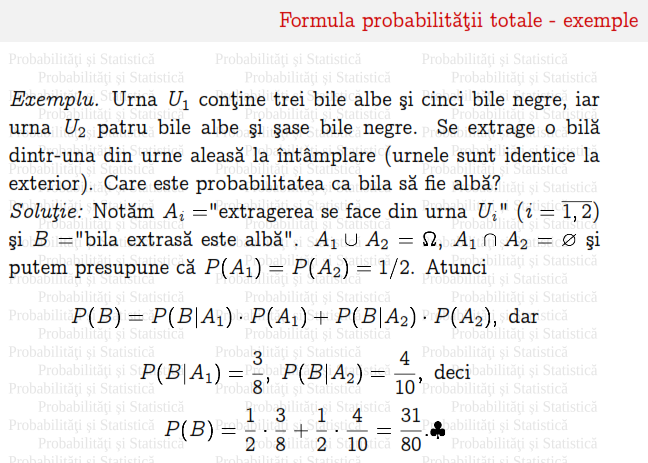 Formula probabilităţii totale - exemple
Exemplu. Urna U₁ conţine trei bile albe şi cinci bile negre, iar
urna U₂ patru bile albe şi şase bile negre. Se extrage o bilă
dintr-una din urne aleasă la întâmplare (urnele sunt identice la
exterior). Care este probabilitatea ca bila să fie albă?
Soluţie: Notăm Aᵢ ="extragerea se face din urna Uᵢ" (i = \overline{1, 2})
şi B ="bila extrasă este albă". A₁ ∪ A₂ = Ω, A₁ ∩ A₂ = ∅ şi
putem presupune că P(A₁) = P(A₂) = 1/2. Atunci
P(B) = P(B|A₁) · P(A₁) + P(B|A₂) · P(A₂), dar
P(B|A₁) = 3/8, P(B|A₂) = 4/10, deci
P(B) = 1/2 · 3/8 + 1/2 · 4/10 = 31/80.♣